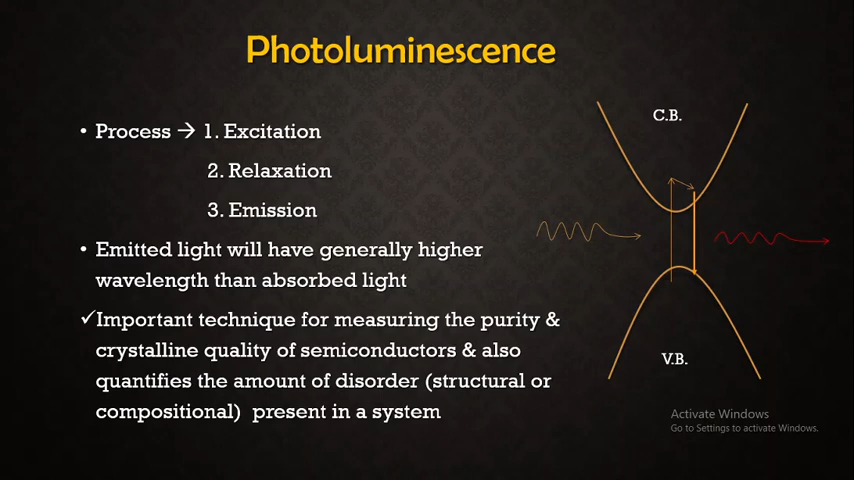 Photoluminescence
• Process → 1. Excitation
2. Relaxation
3. Emission
• Emitted light will have generally higher
wavelength than absorbed light
✓Important technique for measuring the purity &
crystalline quality of semiconductors & also
quantifies the amount of disorder (structural or
compositional) present in a system
C.B.
V.B.
Activate Windows
Go to Settings to activate Windows.